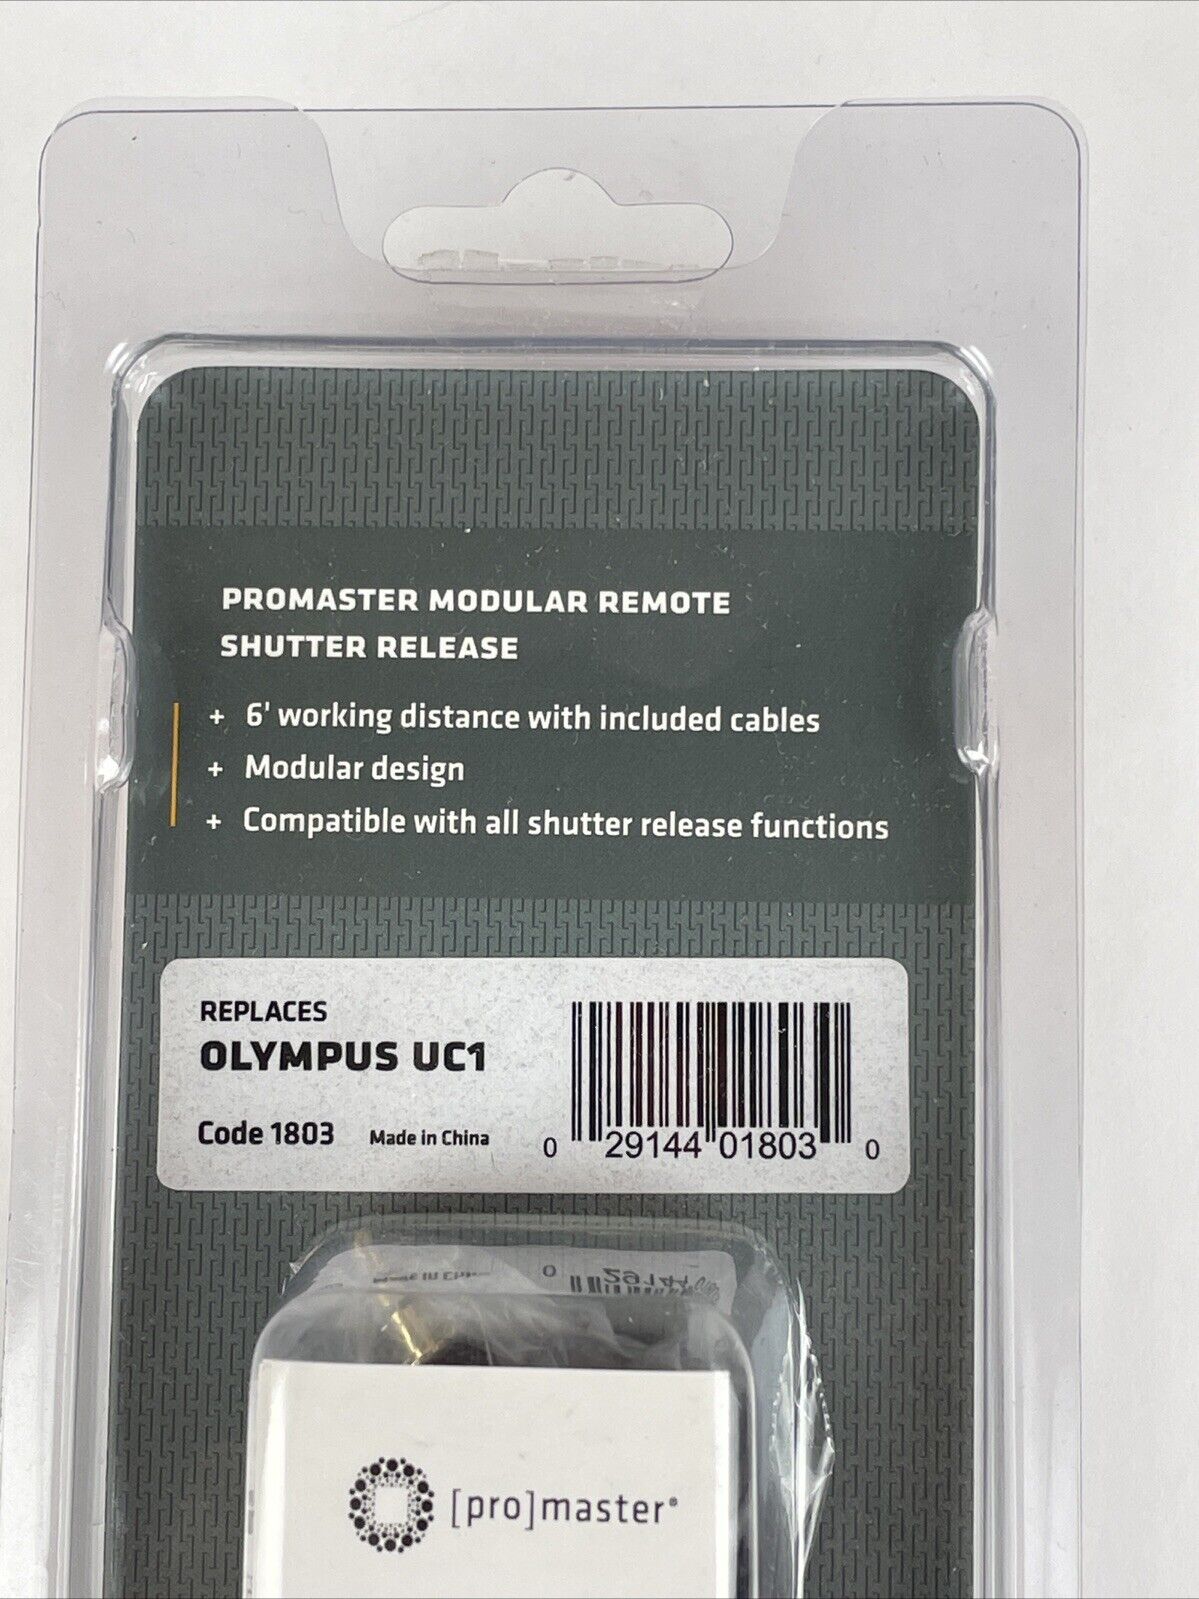 PROMASTER MODULAR REMOTE
SHUTTER RELEASE
+ 6' working distance with included cables
+ Modular design
+ Compatible with all shutter release functions
REPLACES
OLYMPUS UC1
Code 1803 Made in China
0 29144 01803 0
[pro]master®